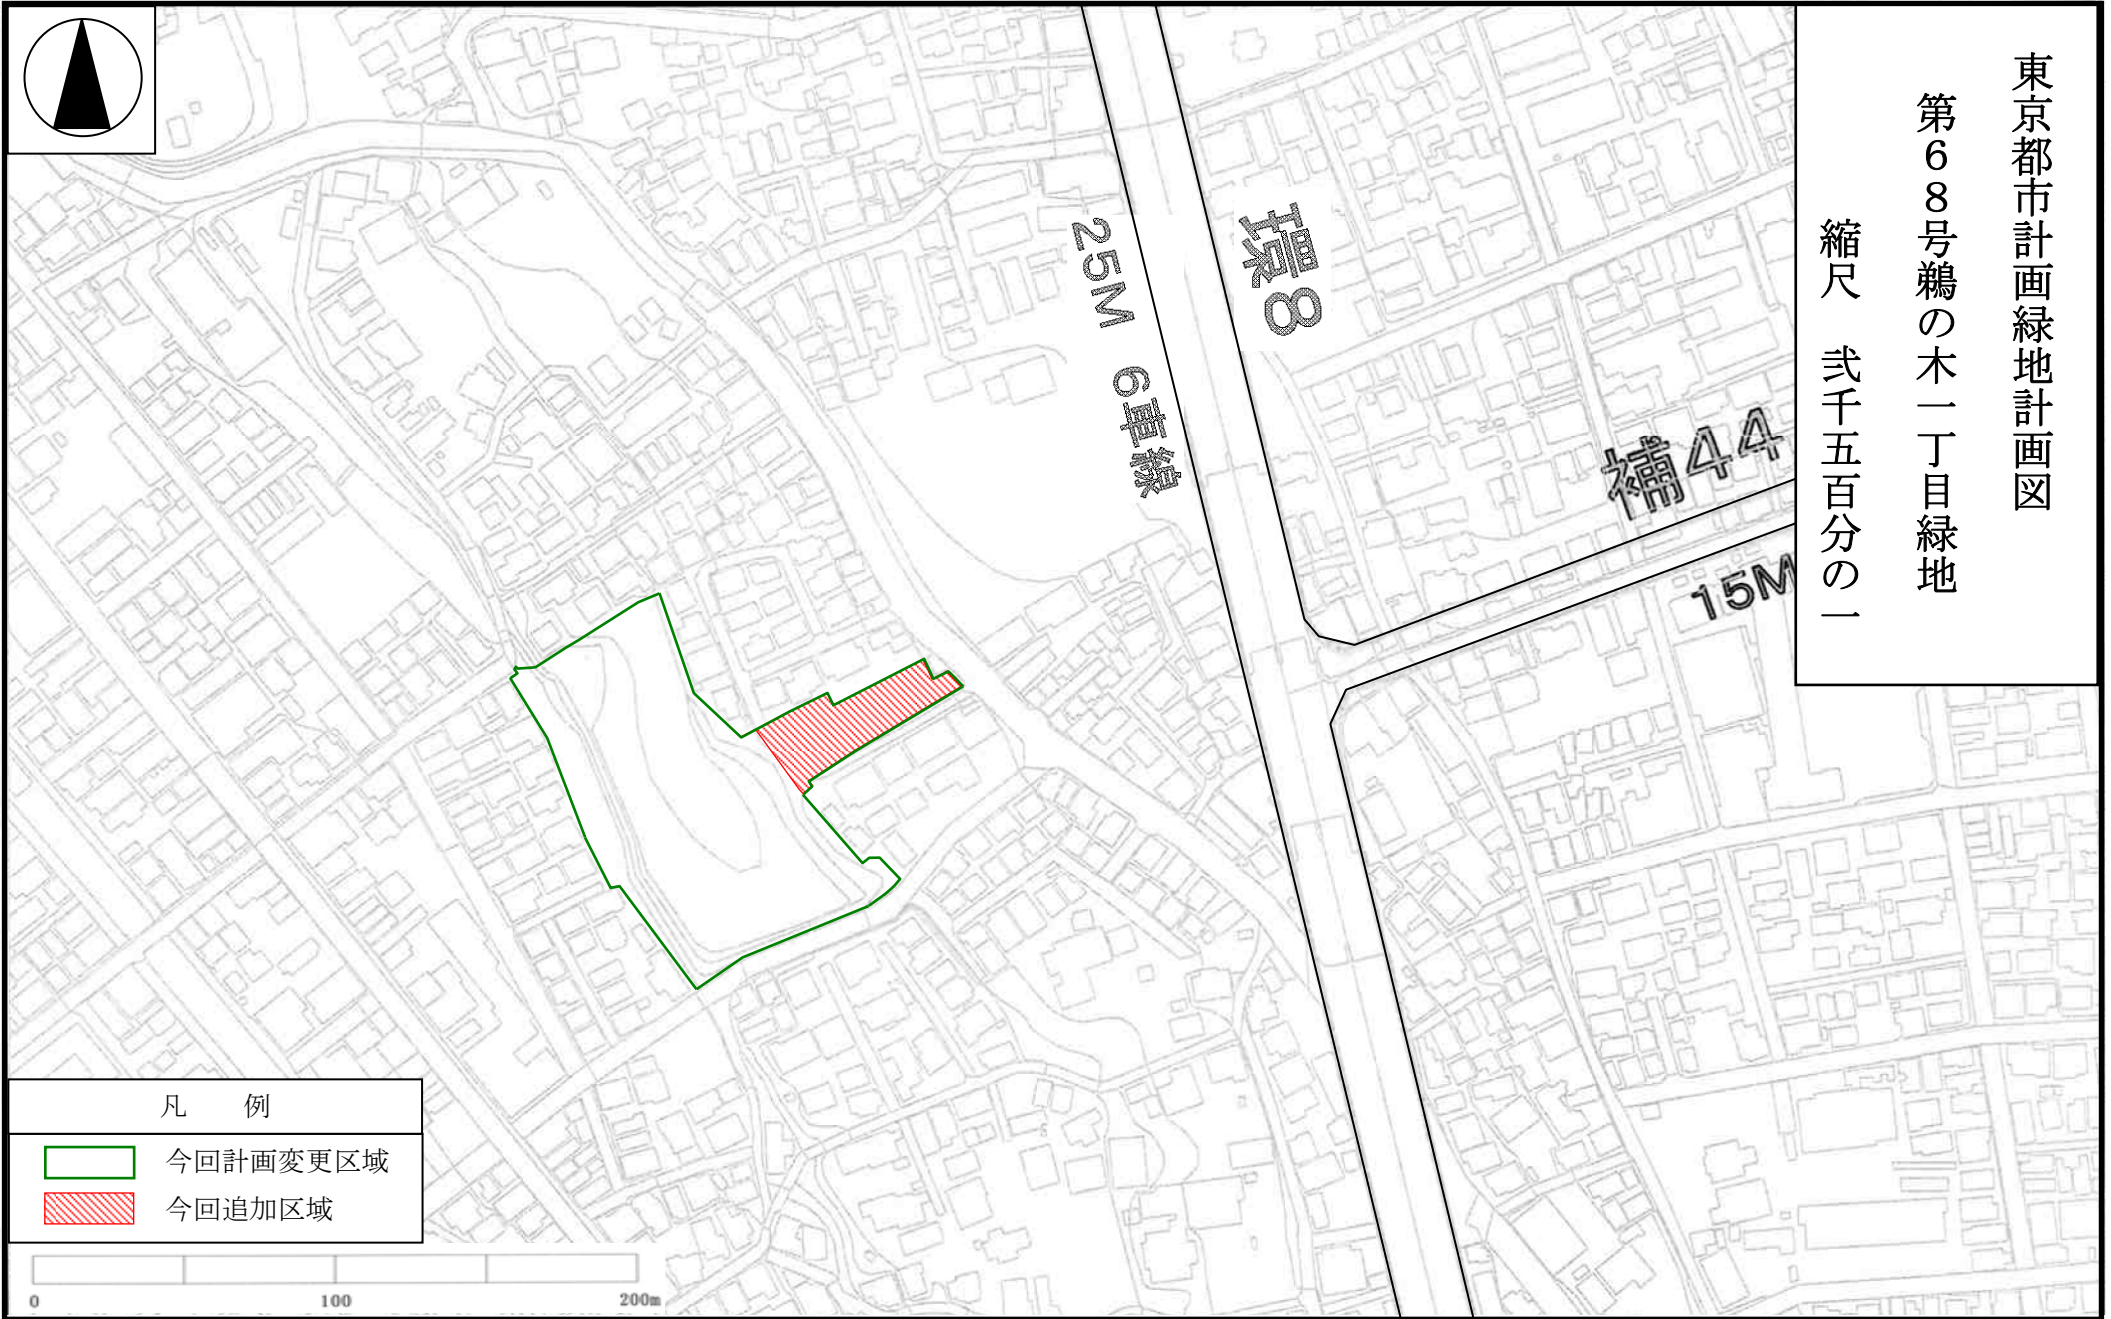 東京都市計画緑地計画図
第６８号鵜の木一丁目緑地
縮尺　弐千五百分の一
環8
25M 6車線
補44
15M
凡　例
今回計画変更区域
今回追加区域
0 100 200m